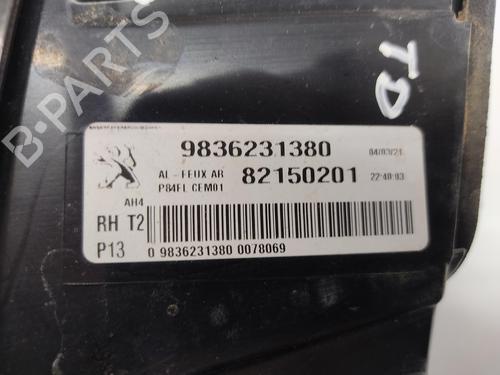 B-PARTS
TD
9836231380 04/03/21
AL-FEUX AR 82150201 22:40:03
P84FL CEM01
AH4
RH T2
P13 0 9836231380 0078069